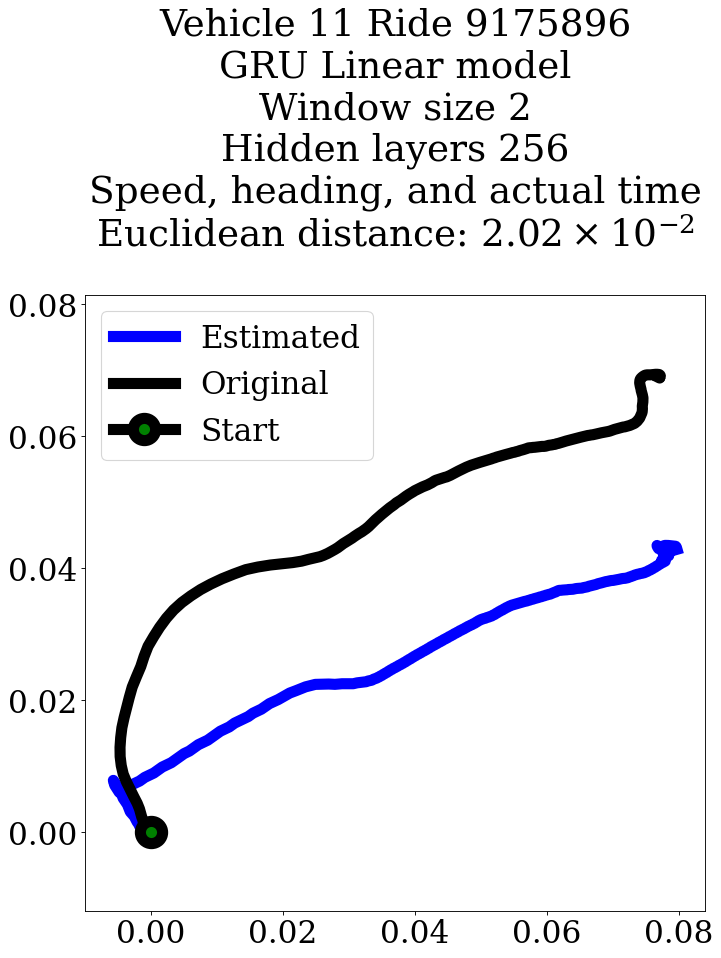 Vehicle 11 Ride 9175896
GRU Linear model
Window size 2
Hidden layers 256
Speed, heading, and actual time
Euclidean distance: 2.02 × 10⁻²
Estimated
Original
Start
0.08
0.06
0.04
0.02
0.00
0.00 0.02 0.04 0.06 0.08